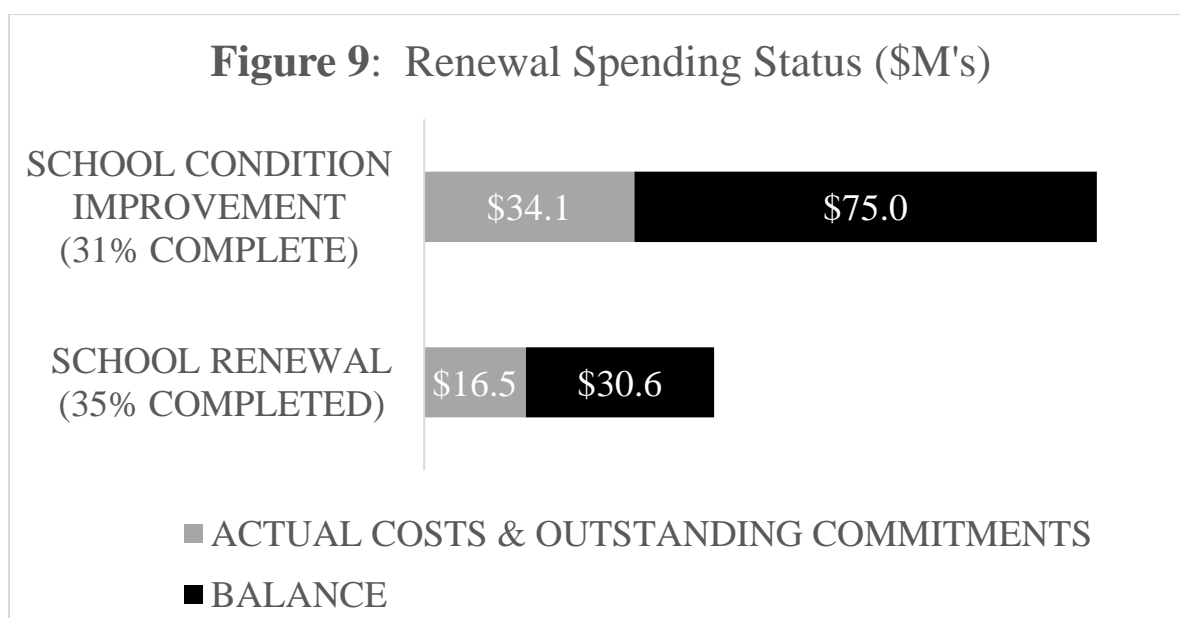 Figure 9: Renewal Spending Status ($M's)
SCHOOL CONDITION
IMPROVEMENT
(31% COMPLETE)
$34.1
$75.0
SCHOOL RENEWAL
(35% COMPLETED)
$16.5
$30.6
ACTUAL COSTS & OUTSTANDING COMMITMENTS
BALANCE